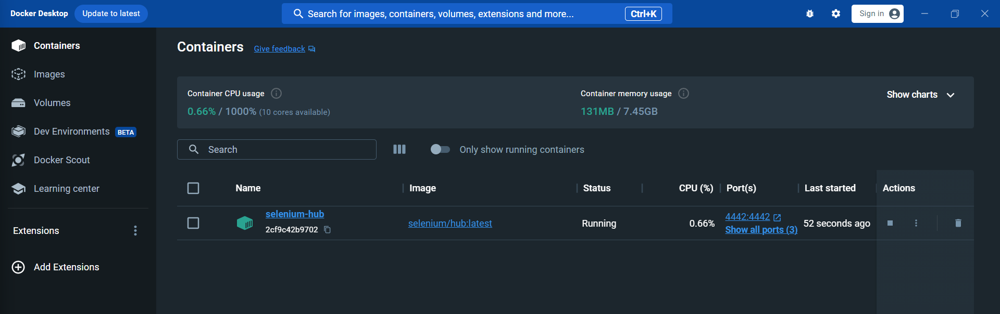 Docker Desktop Update to latest Search for images, containers, volumes, extensions and more... Ctrl+K Sign in
Containers
Images
Volumes
Dev Environments BETA
Docker Scout
Learning center
Extensions
Add Extensions
Containers Give feedback
Container CPU usage
0.66% / 1000% (10 cores available)
Container memory usage
131MB / 7.45GB
Show charts
Search Only show running containers
Name Image Status CPU (%) Port(s) Last started Actions
selenium-hub
2cf9c42b9702
selenium/hub:latest
Running
0.66%
4442:4442
Show all ports (3)
52 seconds ago